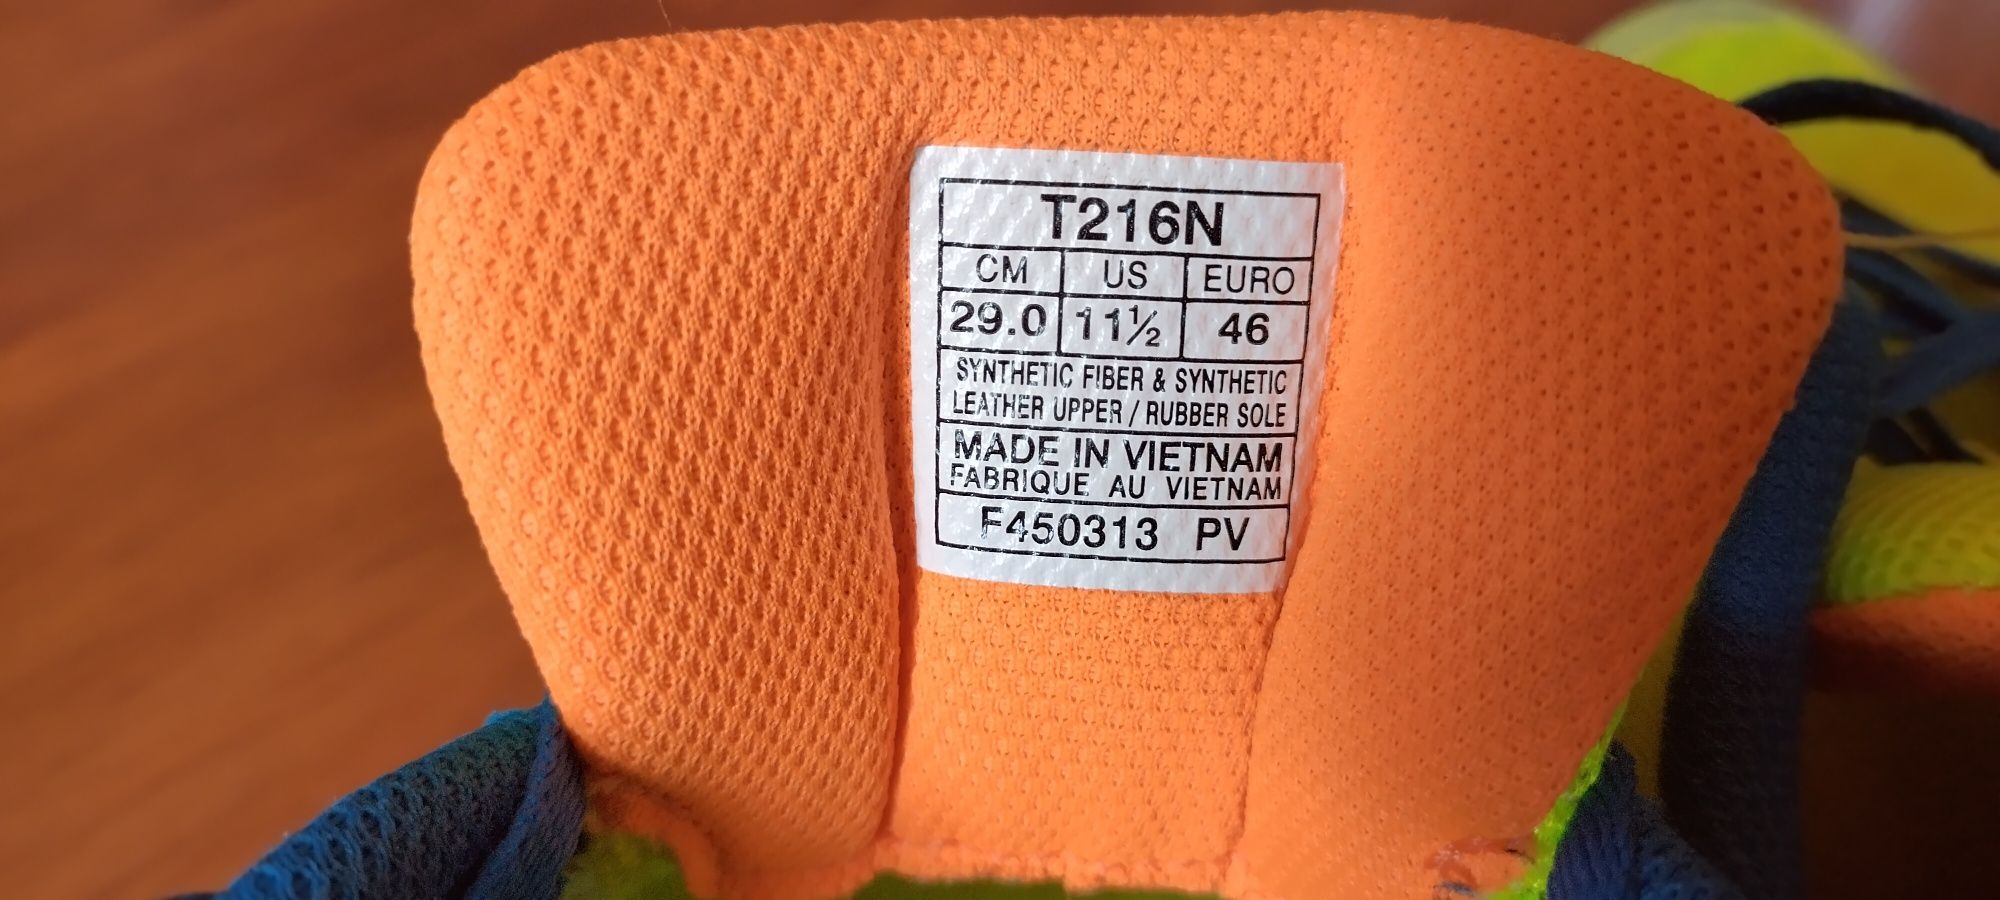 T216N
CM US EURO
29.0 11½ 46
SYNTHETIC FIBER & SYNTHETIC
LEATHER UPPER / RUBBER SOLE
MADE IN VIETNAM
FABRIQUE AU VIETNAM
F450313 PV